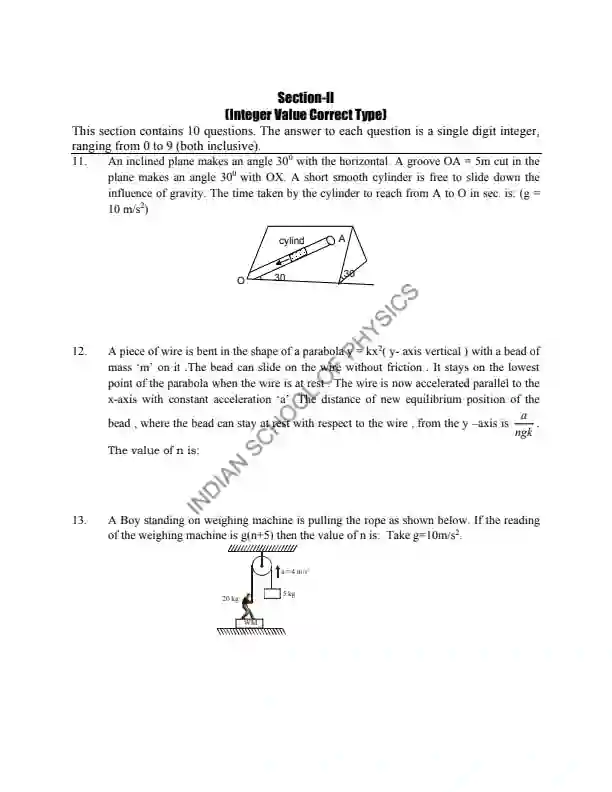 Section-II
(Integer Value Correct Type)
This section contains 10 questions. The answer to each question is a single digit integer,
ranging from 0 to 9 (both inclusive).
11. An inclined plane makes an angle 30⁰ with the horizontal. A groove OA = 5m cut in the
plane makes an angle 30⁰ with OX. A short smooth cylinder is free to slide down the
influence of gravity. The time taken by the cylinder to reach from A to O in sec. is: (g =
10 m/s²)
cylind
A
O
30
30
12. A piece of wire is bent in the shape of a parabola y = kx²( y- axis vertical ) with a bead of
mass ‘m’ on it .The bead can slide on the wire without friction . It stays on the lowest
point of the parabola when the wire is at rest . The wire is now accelerated parallel to the
x-axis with constant acceleration ‘a’ .The distance of new equilibrium position of the
bead , where the bead can stay at rest with respect to the wire , from the y –axis is a/ngk .
The value of n is:
13. A Boy standing on weighing machine is pulling the rope as shown below. If the reading
of the weighing machine is g(n+5) then the value of n is: Take g=10m/s².
a=4 m/s²
20 kg
5 kg
WM
INDIAN SCHOOL OF PHYSICS